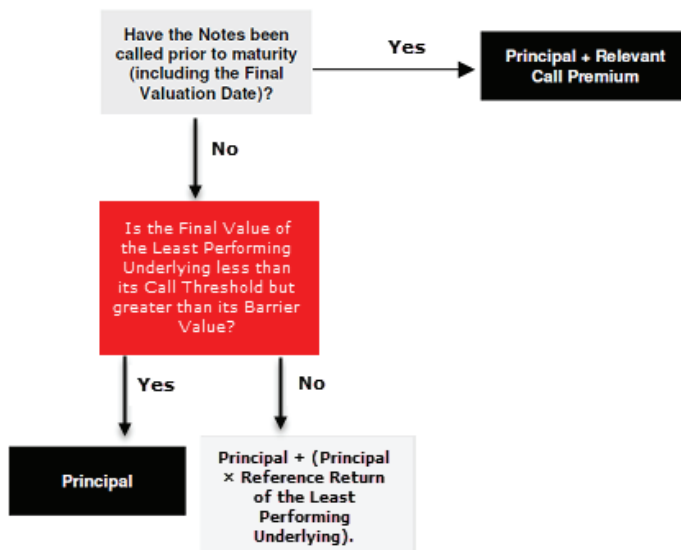 Have the Notes been
called prior to maturity
(including the Final
Valuation Date)?
Yes
Principal + Relevant
Call Premium
No
Is the Final Value of
the Least Performing
Underlying less than
its Call Threshold but
greater than its Barrier
Value?
Yes
No
Principal
Principal + (Principal
× Reference Return
of the Least
Performing
Underlying).